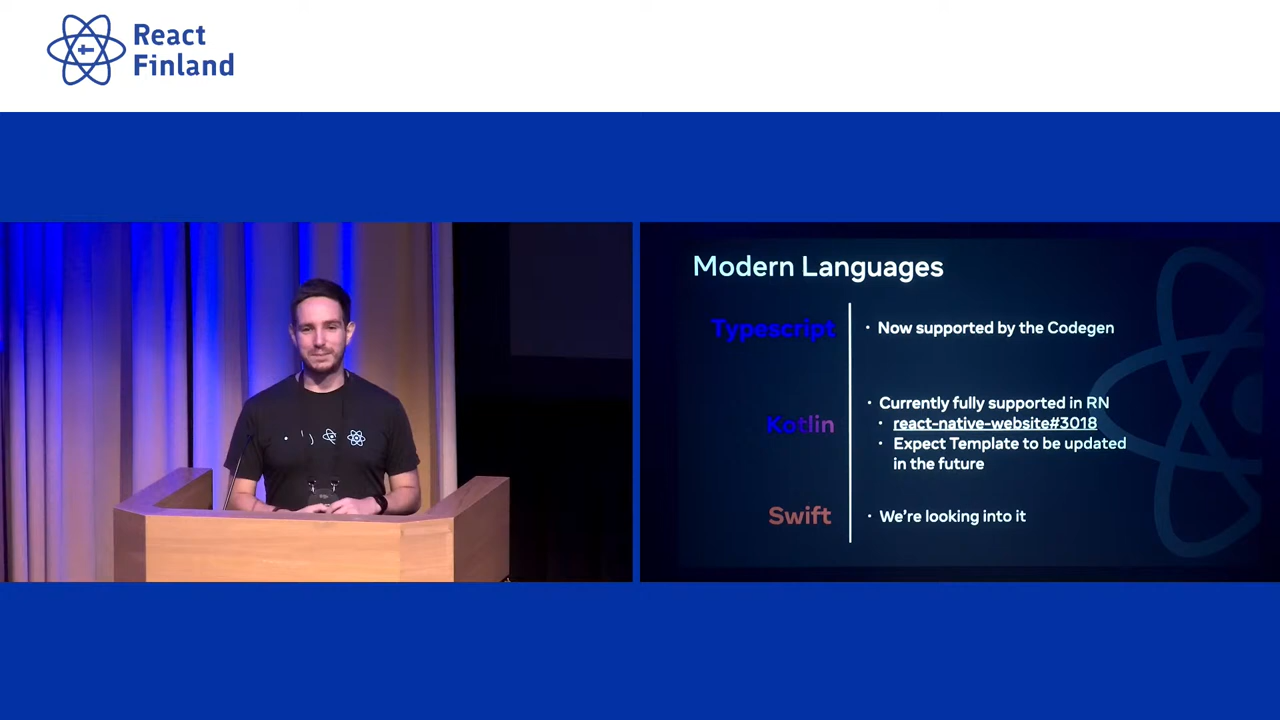 React
Finland
Modern Languages
Typescript
• Now supported by the Codegen
Kotlin
• Currently fully supported in RN
• react-native-website#3018
• Expect Template to be updated
in the future
Swift
• We're looking into it